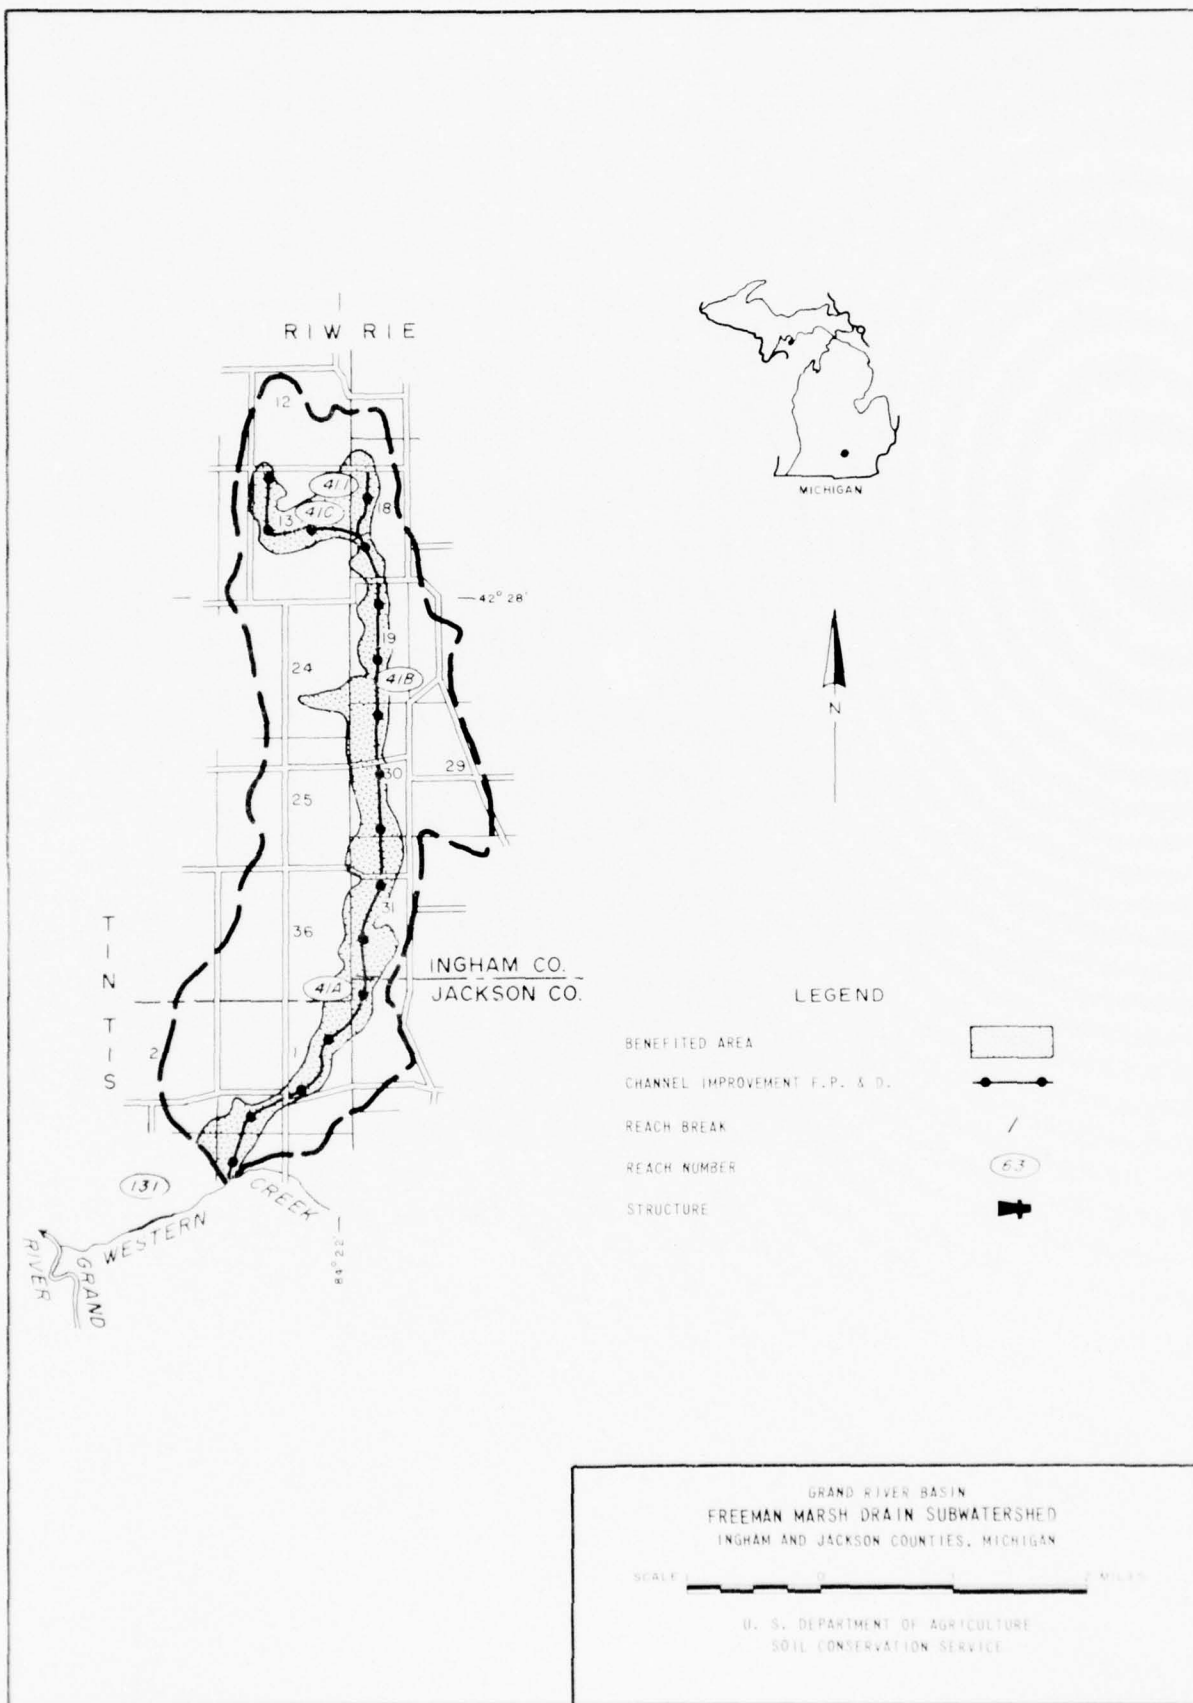 R I W R I E
12
41I
41C
13
18
42° 28'
19
24
41B
30
29
25
31
36
T
I
N
T
I
S
INGHAM CO.
JACKSON CO.
41A
2
1
131
WESTERN
CREEK
GRAND
RIVER
84° 22'
MICHIGAN
N
LEGEND
BENEFITED AREA
CHANNEL IMPROVEMENT F.P. & D.
REACH BREAK
REACH NUMBER
63
STRUCTURE
GRAND RIVER BASIN
FREEMAN MARSH DRAIN SUBWATERSHED
INGHAM AND JACKSON COUNTIES, MICHIGAN
SCALE 1 0 1 2 MILES
U. S. DEPARTMENT OF AGRICULTURE
SOIL CONSERVATION SERVICE